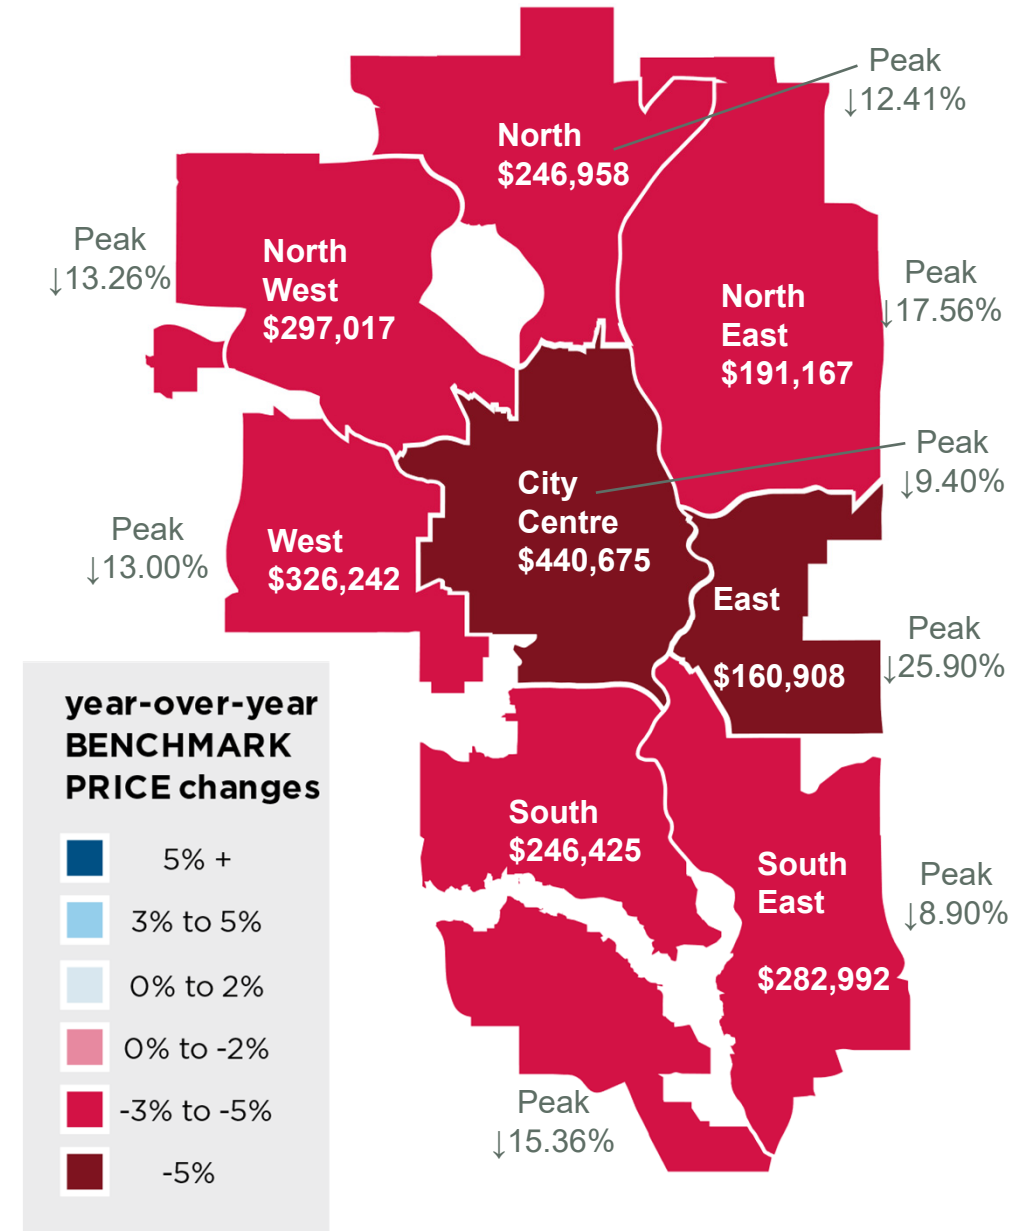 Peak
↓12.41%
North
$246,958
Peak
↓13.26%
North
West
$297,017
Peak
↓17.56%
North
East
$191,167
Peak
↓9.40%
City
Centre
$440,675
Peak
↓13.00%
West
$326,242
East
$160,908
Peak
↓25.90%
year-over-year
BENCHMARK
PRICE changes
5% +
3% to 5%
0% to 2%
0% to -2%
-3% to -5%
-5%
South
$246,425
South
East
$282,992
Peak
↓8.90%
Peak
↓15.36%